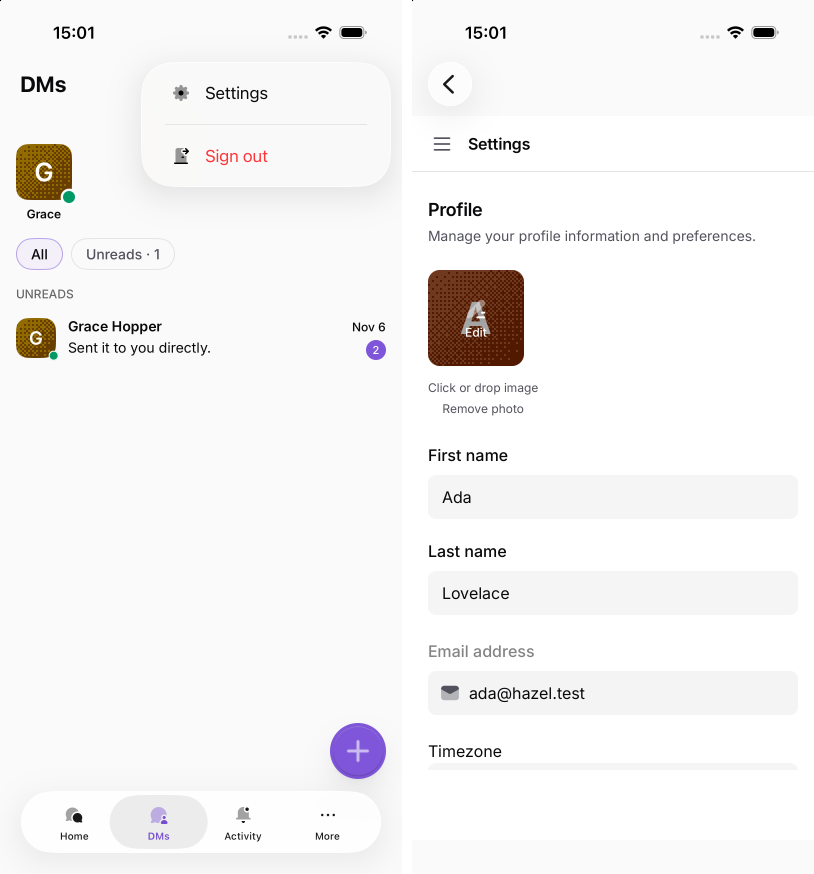 15:01
DMs
Settings
Sign out
G
Grace
All
Unreads · 1
UNREADS
G
Grace Hopper
Nov 6
Sent it to you directly.
2
Home
DMs
Activity
More
15:01
Settings
Profile
Manage your profile information and preferences.
A
Edit
Click or drop image
Remove photo
First name
Ada
Last name
Lovelace
Email address
ada@hazel.test
Timezone